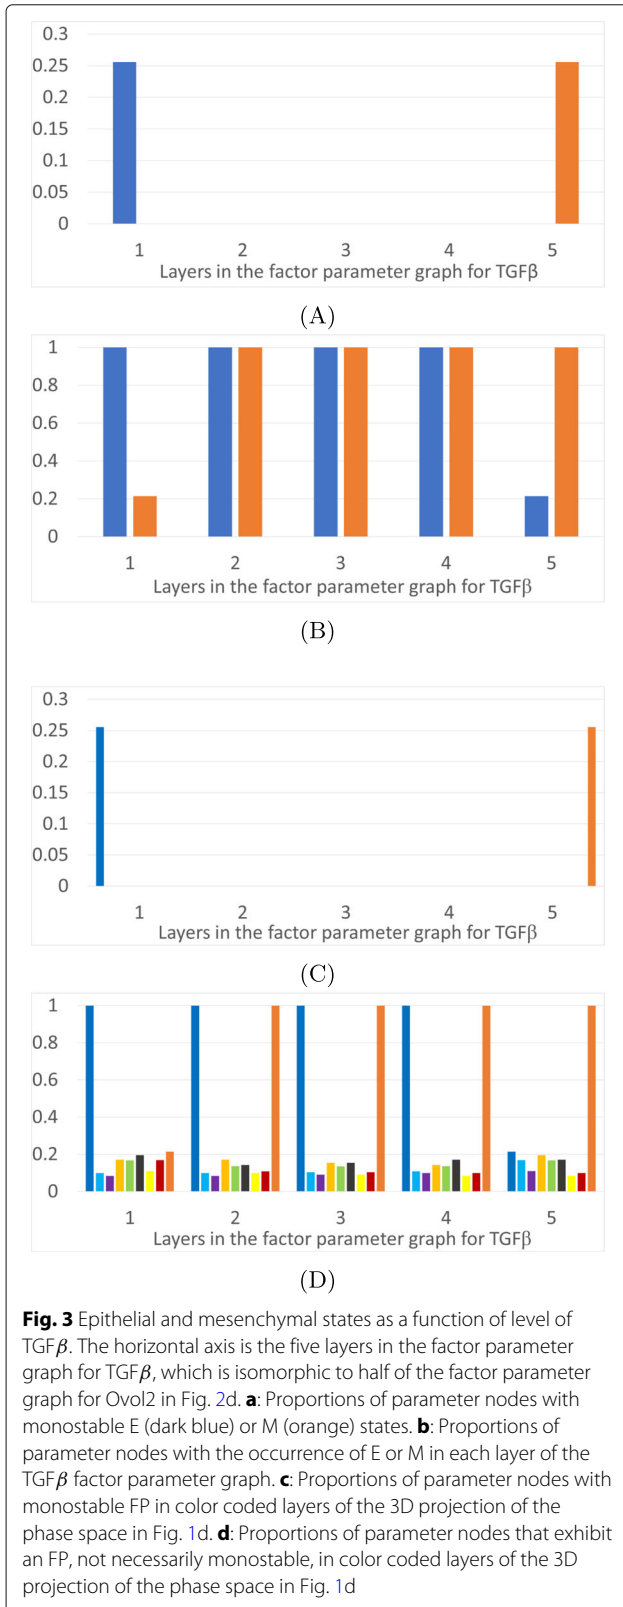 0.3
0.25
0.2
0.15
0.1
0.05
0
1 2 3 4 5
Layers in the factor parameter graph for TGFβ
(A)
1
0.8
0.6
0.4
0.2
0
1 2 3 4 5
Layers in the factor parameter graph for TGFβ
(B)
0.3
0.25
0.2
0.15
0.1
0.05
0
1 2 3 4 5
Layers in the factor parameter graph for TGFβ
(C)
1
0.8
0.6
0.4
0.2
0
1 2 3 4 5
Layers in the factor parameter graph for TGFβ
(D)
Fig. 3 Epithelial and mesenchymal states as a function of level of
TGFβ. The horizontal axis is the five layers in the factor parameter
graph for TGFβ, which is isomorphic to half of the factor parameter
graph for Ovol2 in Fig. 2d. a: Proportions of parameter nodes with
monostable E (dark blue) or M (orange) states. b: Proportions of
parameter nodes with the occurrence of E or M in each layer of the
TGFβ factor parameter graph. c: Proportions of parameter nodes with
monostable FP in color coded layers of the 3D projection of the
phase space in Fig. 1d. d: Proportions of parameter nodes that exhibit
an FP, not necessarily monostable, in color coded layers of the 3D
projection of the phase space in Fig. 1d